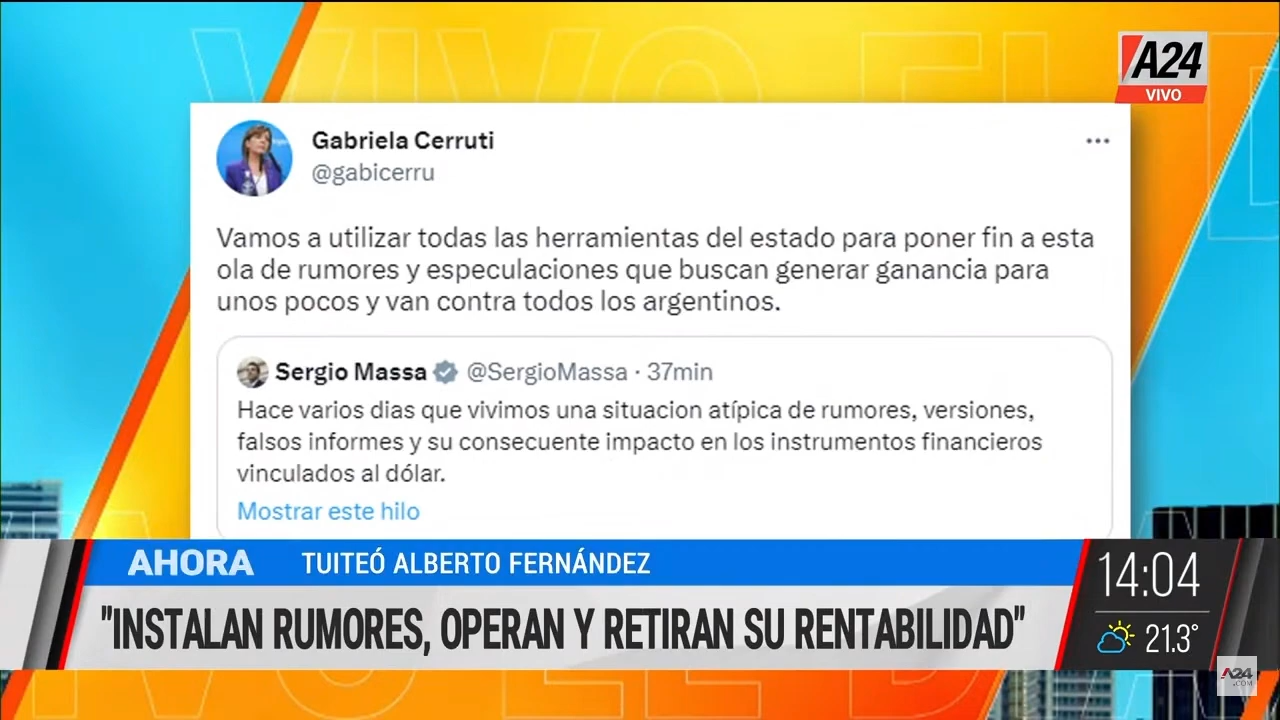 A24
VIVO
Gabriela Cerruti
@gabicerru
Vamos a utilizar todas las herramientas del estado para poner fin a esta
ola de rumores y especulaciones que buscan generar ganancia para
unos pocos y van contra todos los argentinos.
Sergio Massa @SergioMassa · 37min
Hace varios dias que vivimos una situacion atípica de rumores, versiones,
falsos informes y su consecuente impacto en los instrumentos financieros
vinculados al dólar.
Mostrar este hilo
AHORA TUITEÓ ALBERTO FERNÁNDEZ
"INSTALAN RUMORES, OPERAN Y RETIRAN SU RENTABILIDAD"
14:04
21.3°
A24
.COM